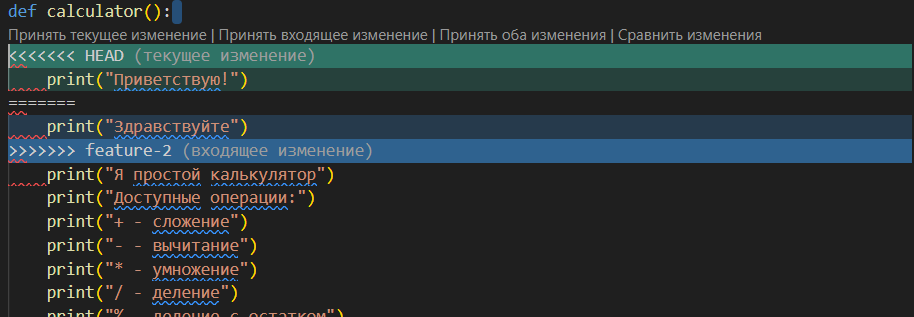 def calculator():
Принять текущее изменение | Принять входящее изменение | Принять оба изменения | Сравнить изменения
<<<<<<< HEAD (текущее изменение)
print("Приветствую!")
=======
print("Здравствуйте")
>>>>>>> feature-2 (входящее изменение)
print("Я простой калькулятор")
print("Доступные операции:")
print("+ - сложение")
print("- - вычитание")
print("* - умножение")
print("/ - деление")
print("% - деление с остатком")